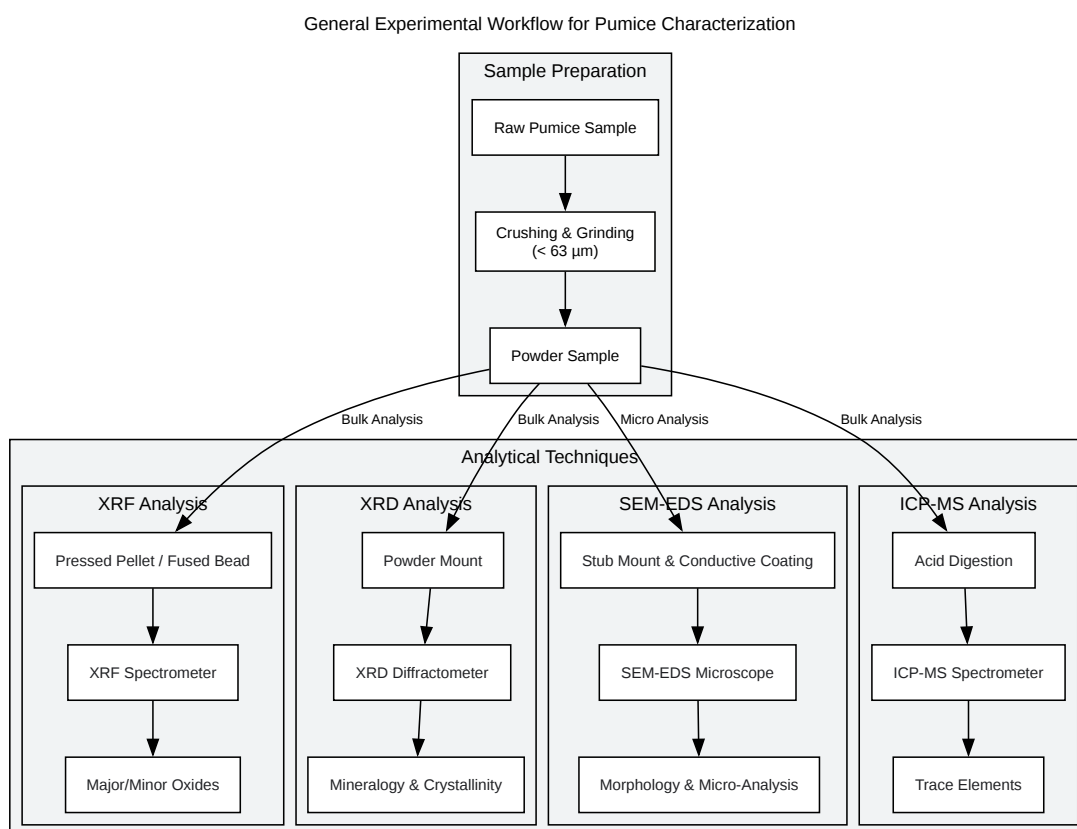 General Experimental Workflow for Pumice Characterization
Sample Preparation
Raw Pumice Sample
Crushing & Grinding
(< 63 µm)
Powder Sample
Bulk Analysis
Bulk Analysis
Micro Analysis
Bulk Analysis
Analytical Techniques
XRF Analysis
Pressed Pellet / Fused Bead
XRF Spectrometer
Major/Minor Oxides
XRD Analysis
Powder Mount
XRD Diffractometer
Mineralogy & Crystallinity
SEM-EDS Analysis
Stub Mount & Conductive Coating
SEM-EDS Microscope
Morphology & Micro-Analysis
ICP-MS Analysis
Acid Digestion
ICP-MS Spectrometer
Trace Elements